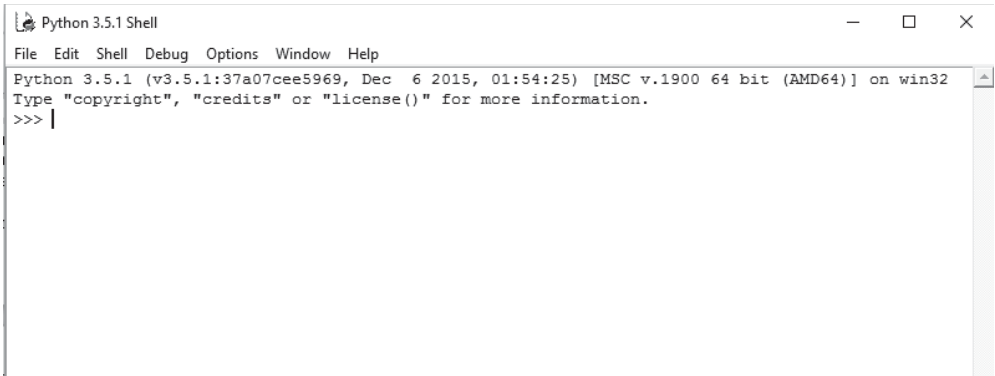 Python 3.5.1 Shell
File Edit Shell Debug Options Window Help
Python 3.5.1 (v3.5.1:37a07cee5969, Dec  6 2015, 01:54:25) [MSC v.1900 64 bit (AMD64)] on win32
Type "copyright", "credits" or "license()" for more information.
>>>